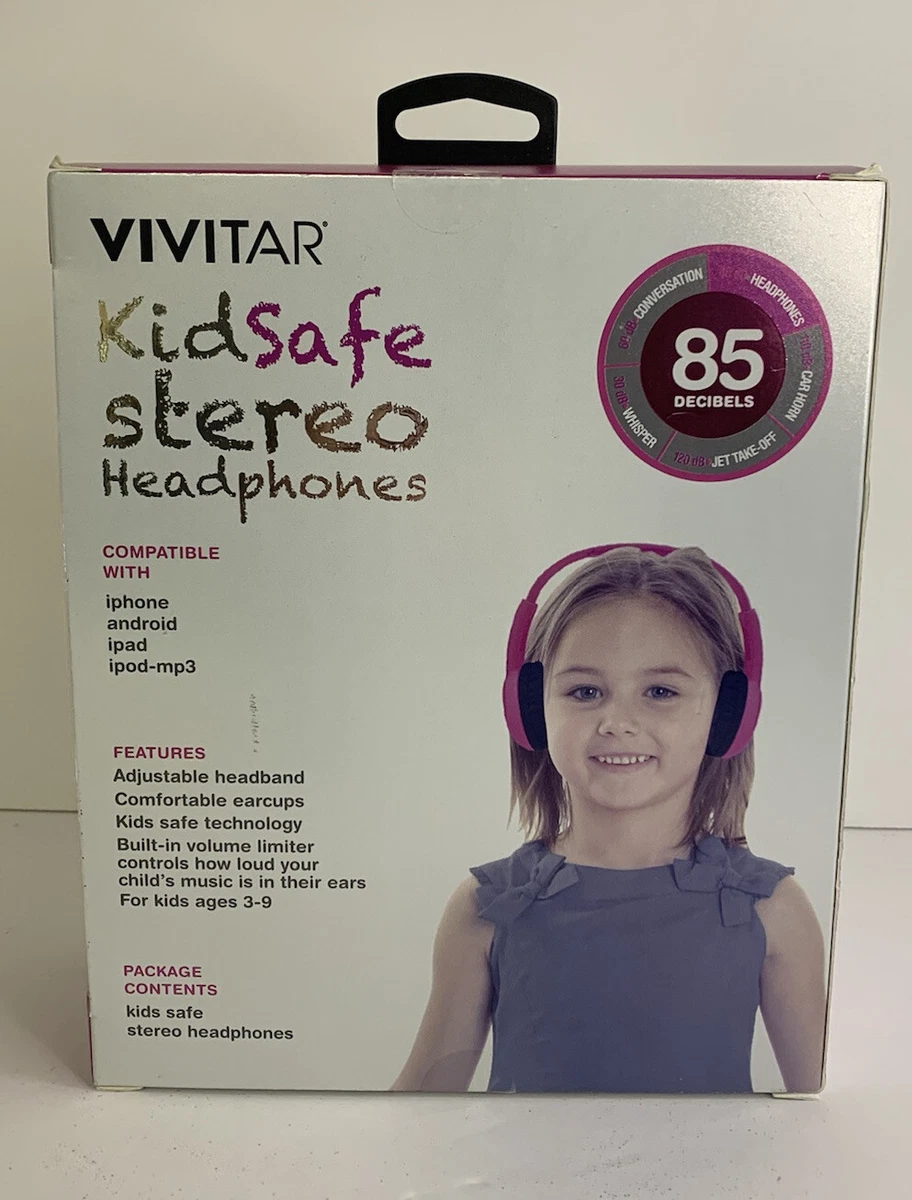 VIVITAR®
KidSafe
stereo
Headphones
60 dB CONVERSATION
HEADPHONES
110 dB CAR HORN
120 dB JET TAKE-OFF
30 dB WHISPER
85
DECIBELS
COMPATIBLE
WITH
iphone
android
ipad
ipod-mp3
FEATURES
Adjustable headband
Comfortable earcups
Kids safe technology
Built-in volume limiter
controls how loud your
child's music is in their ears
For kids ages 3-9
PACKAGE
CONTENTS
kids safe
stereo headphones